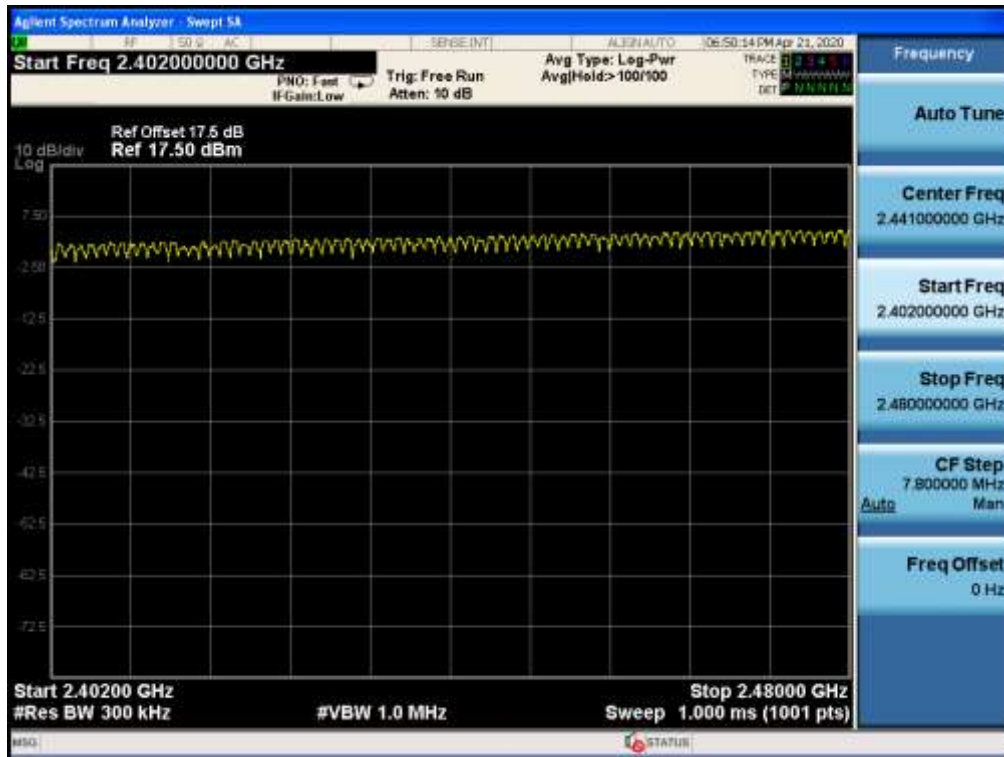 Agilent Spectrum Analyzer - Swept SA
RF 50 Ω AC SENSE:INT ALIGN AUTO 06:50:14 PM Apr 21, 2020
Start Freq 2.402000000 GHz
PNO: Fast
IFGain:Low
Trig: Free Run
Atten: 10 dB
Avg Type: Log-Pwr
Avg|Hold:>100/100
TRACE 1 2 3 4 5 6
TYPE M
DET P N N N N N
Ref Offset 17.5 dB
10 dB/div Ref 17.50 dBm
Log
7.50
-2.50
-12.5
-22.5
-32.5
-42.5
-52.5
-62.5
-72.5
Start 2.40200 GHz
Stop 2.48000 GHz
#Res BW 300 kHz
#VBW 1.0 MHz
Sweep 1.000 ms (1001 pts)
MSG
STATUS
Frequency
Auto Tune
Center Freq
2.441000000 GHz
Start Freq
2.402000000 GHz
Stop Freq
2.480000000 GHz
CF Step
7.800000 MHz
Auto Man
Freq Offset
0 Hz